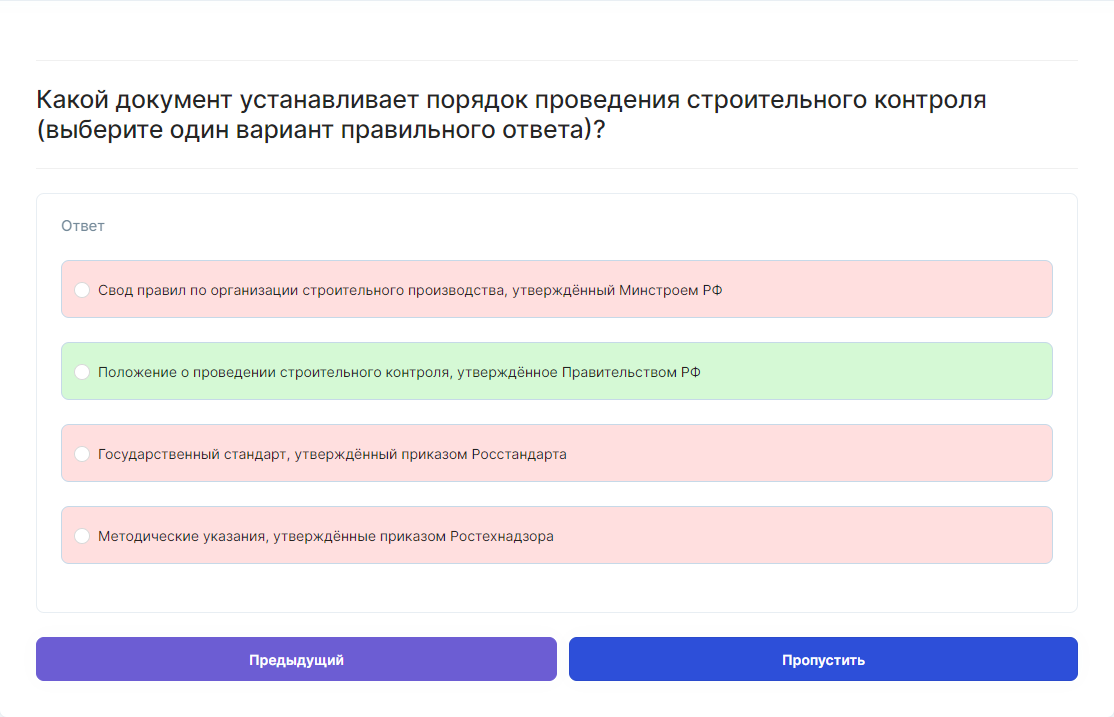 Какой документ устанавливает порядок проведения строительного контроля
(выберите один вариант правильного ответа)?
Ответ
Свод правил по организации строительного производства, утверждённый Минстроем РФ
Положение о проведении строительного контроля, утверждённое Правительством РФ
Государственный стандарт, утверждённый приказом Росстандарта
Методические указания, утверждённые приказом Ростехнадзора
Предыдущий
Пропустить